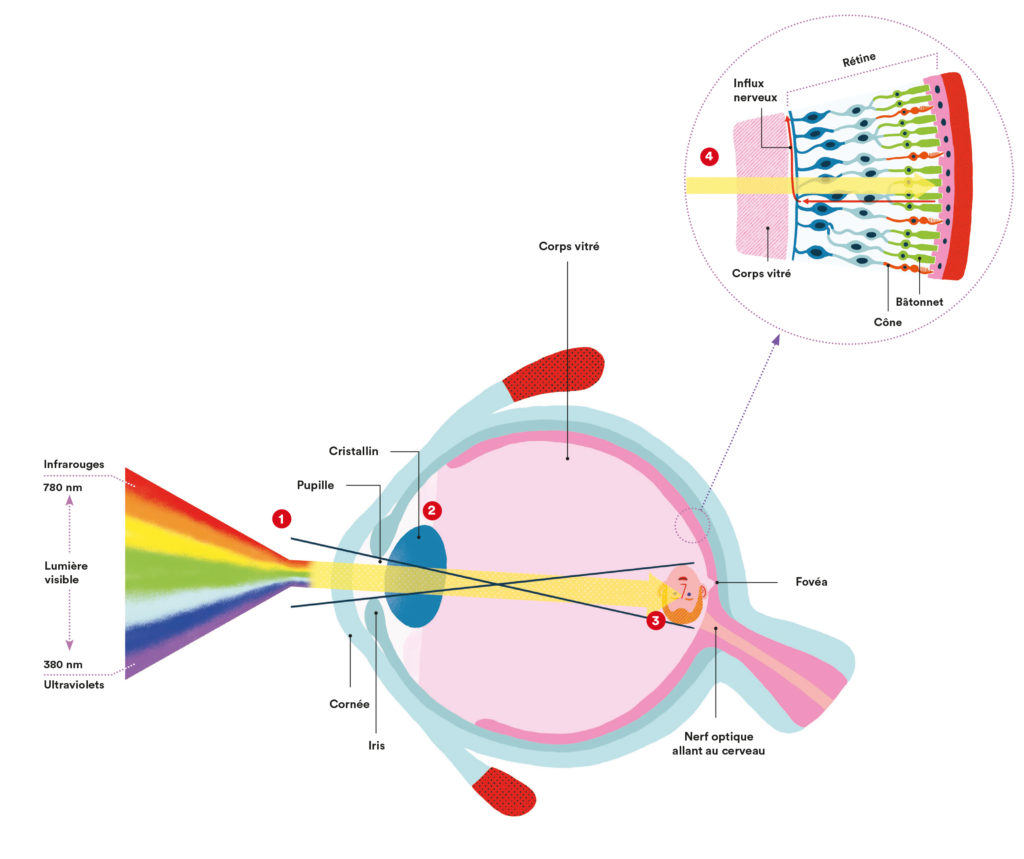 Rétine
Influx
nerveux
4
Corps vitré
Bâtonnet
Cône
Corps vitré
Cristallin
Pupille
Infrarouges
780 nm
1
2
Lumière
visible
Fovéa
3
380 nm
Ultraviolets
Cornée
Iris
Nerf optique
allant au cerveau